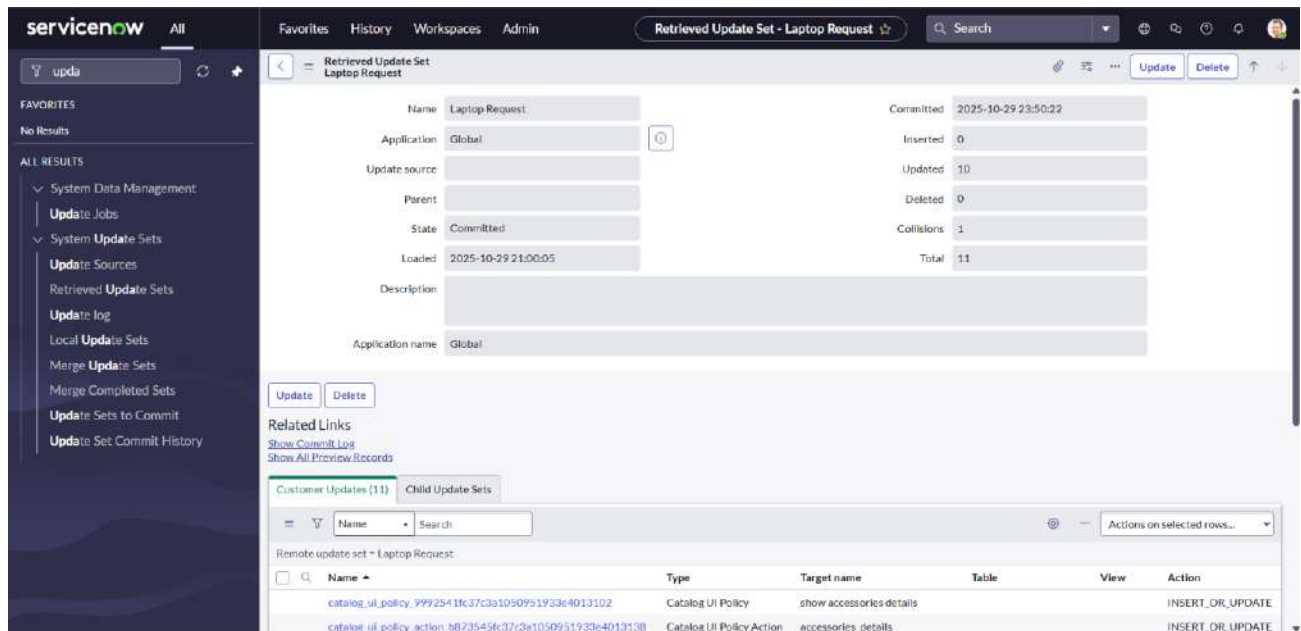 servicenow All Favorites History Workspaces Admin Retrieved Update Set - Laptop Request Search
upda
Retrieved Update Set
Laptop Request
Update Delete
FAVORITES
No Results
ALL RESULTS
System Data Management
Update Jobs
System Update Sets
Update Sources
Retrieved Update Sets
Update log
Local Update Sets
Merge Update Sets
Merge Completed Sets
Update Sets to Commit
Update Set Commit History
Name Laptop Request
Application Global
Update source
Parent
State Committed
Loaded 2025-10-29 21:00:05
Committed 2025-10-29 23:50:22
Inserted 0
Updated 10
Deleted 0
Collisions 1
Total 11
Description
Application name Global
Update Delete
Related Links
Show Commit Log
Show All Preview Records
Customer Updates (11) Child Update Sets
Name Search Actions on selected rows...
Remote update set = Laptop Request
Name Type Target name Table View Action
catalog_ui_policy_9992541fc37c3a1050951933e4013102 Catalog UI Policy show accessories details INSERT_OR_UPDATE
catalog_ui_policy_action_b873545fc37c3a1050951933e4013138 Catalog UI Policy Action accessories_details INSERT_OR_UPDATE